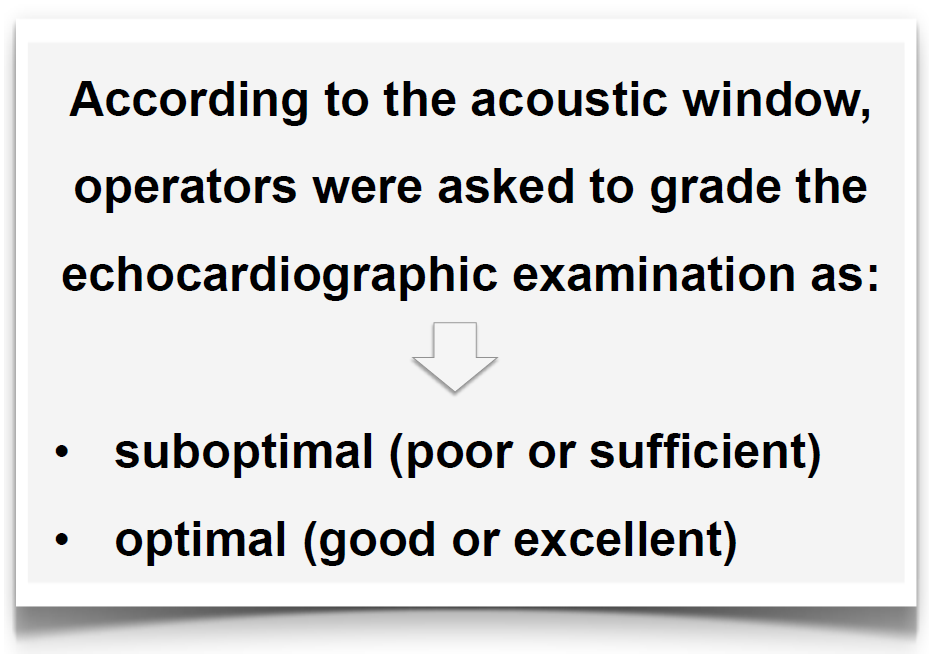 According to the acoustic window,
operators were asked to grade the
echocardiographic examination as:
• suboptimal (poor or sufficient)
• optimal (good or excellent)